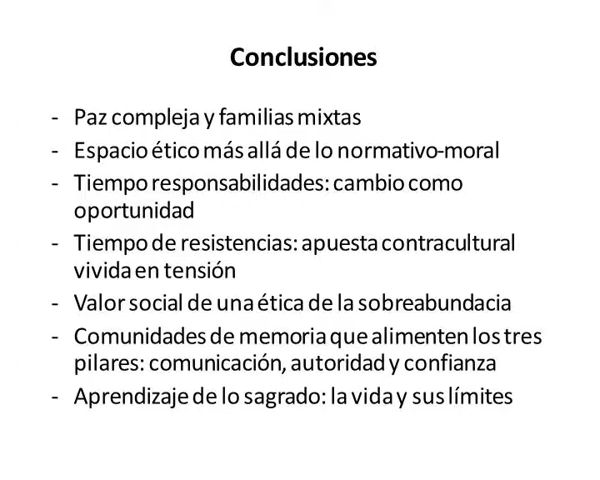 Conclusiones
- Paz compleja y familias mixtas
- Espacio ético más allá de lo normativo-moral
- Tiempo responsabilidades: cambio como
oportunidad
- Tiempo de resistencias: apuesta contracultural
vivida en tensión
- Valor social de una ética de la sobreabundacia
- Comunidades de memoria que alimenten los tres
pilares: comunicación, autoridad y confianza
- Aprendizaje de lo sagrado: la vida y sus límites